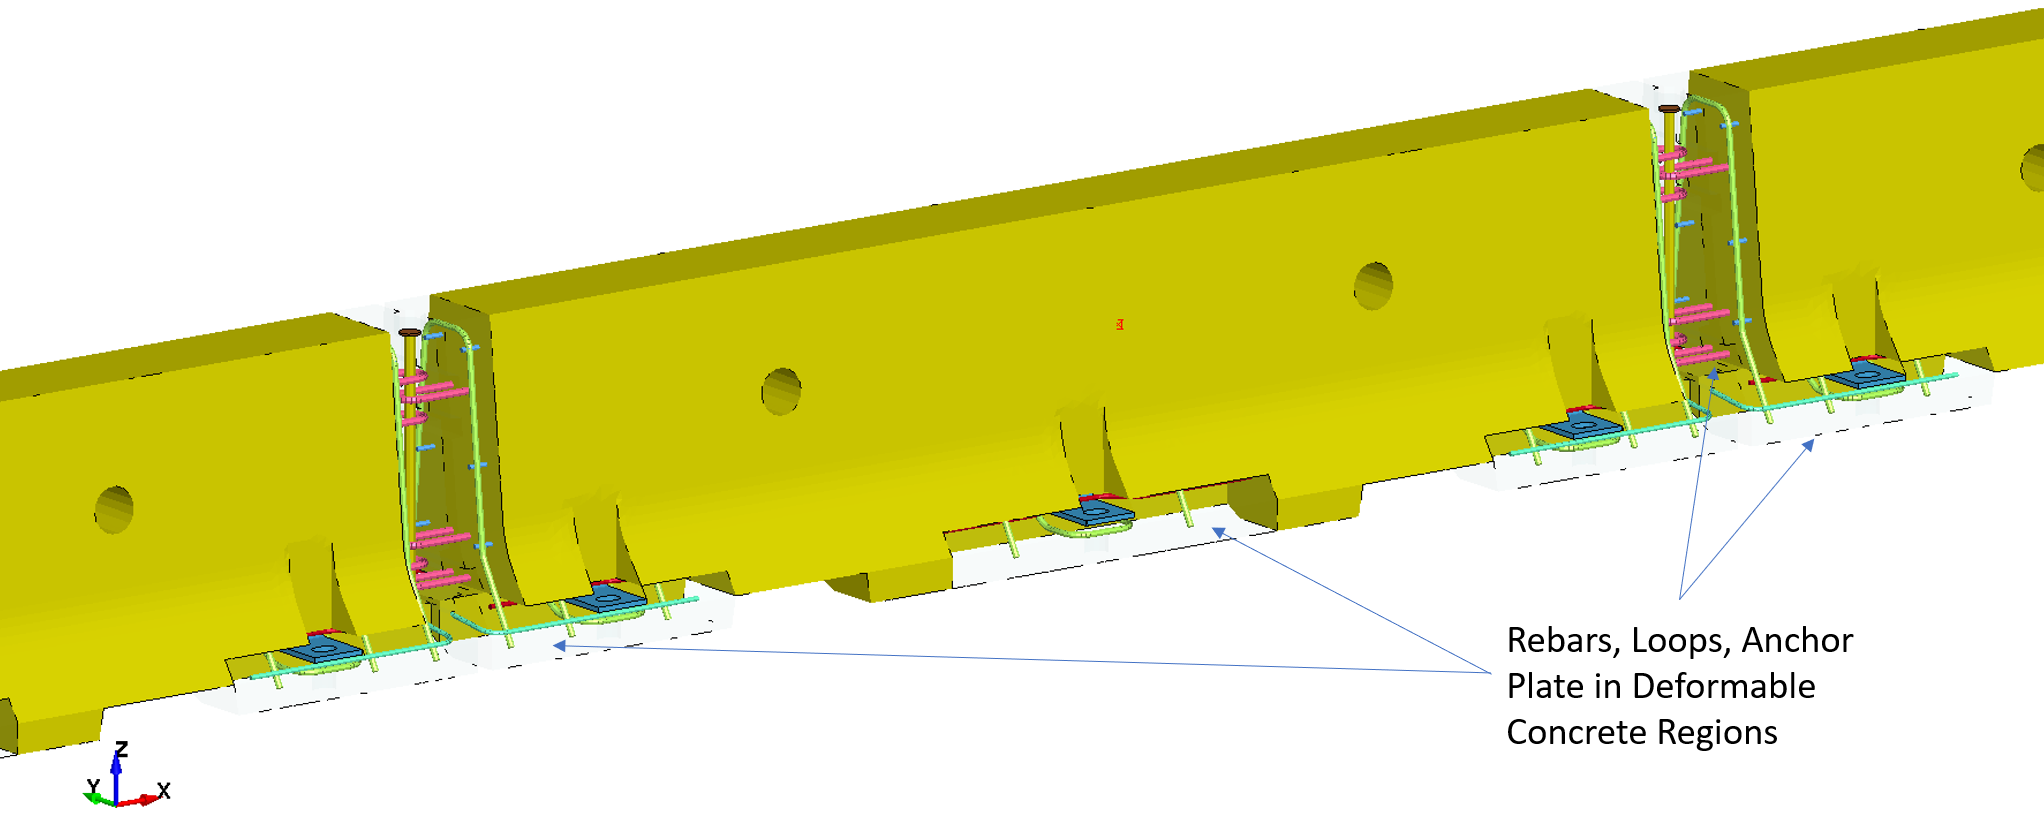 Rebars, Loops, Anchor
Plate in Deformable
Concrete Regions
Z
Y
X